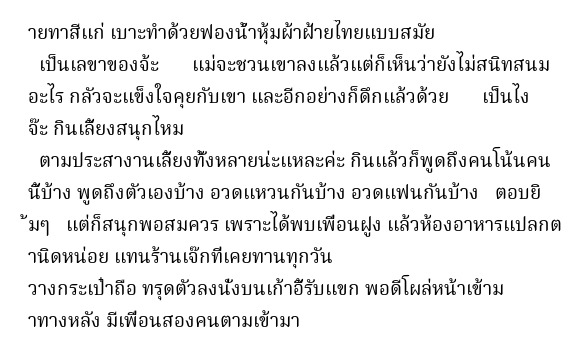 ายทาสีแก่ เบาะทำด้วยฟองน้ำหุ้มผ้าฝ้ายไทยแบบสมัย
เป็นเลขาของจ้ะ แม่จะชวนเขาลงแล้วแต่ก็เห็นว่ายังไม่สนิทสนม
อะไร กลัวจะแข็งใจคุยกับเขา และอีกอย่างก็ดึกแล้วด้วย เป็นไง
จ๊ะ กินเลี้ยงสนุกไหม
ตามประสางานเลี้ยงทั้งหลายน่ะแหละค่ะ กินแล้วก็พูดถึงคนโน้นคน
นี้บ้าง พูดถึงตัวเองบ้าง อวดแหวนกันบ้าง อวดแฟนกันบ้าง ตอบยิ
้มๆ แต่ก็สนุกพอสมควร เพราะได้พบเพื่อนฝูง แล้วห้องอาหารแปลกต
านิดหน่อย แทนร้านเจ๊กที่เคยทานทุกวัน
วางกระเป๋าถือ ทรุดตัวลงนั่งบนเก้าอี้รับแขก พอดีโผล่หน้าเข้าม
าทางหลัง มีเพื่อนสองคนตามเข้ามา